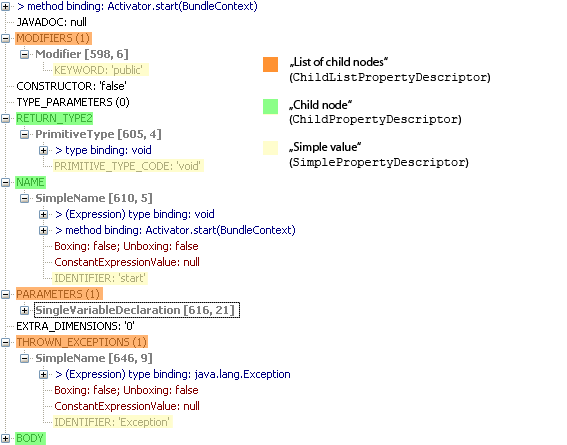 > method binding: Activator.start(BundleContext)
JAVADOC: null
MODIFIERS (1)
Modifier [598, 6]
KEYWORD: 'public'
CONSTRUCTOR: 'false'
TYPE_PARAMETERS (0)
RETURN_TYPE2
PrimitiveType [605, 4]
> type binding: void
PRIMITIVE_TYPE_CODE: 'void'
NAME
SimpleName [610, 5]
> (Expression) type binding: void
> method binding: Activator.start(BundleContext)
Boxing: false; Unboxing: false
ConstantExpressionValue: null
IDENTIFIER: 'start'
PARAMETERS (1)
SingleVariableDeclaration [616, 21]
EXTRA_DIMENSIONS: '0'
THROWN_EXCEPTIONS (1)
SimpleName [646, 9]
> (Expression) type binding: java.lang.Exception
Boxing: false; Unboxing: false
ConstantExpressionValue: null
IDENTIFIER: 'Exception'
BODY
„List of child nodes“
(ChildListPropertyDescriptor)
„Child node“
(ChildPropertyDescriptor)
„Simple value“
(SimplePropertyDescriptor)